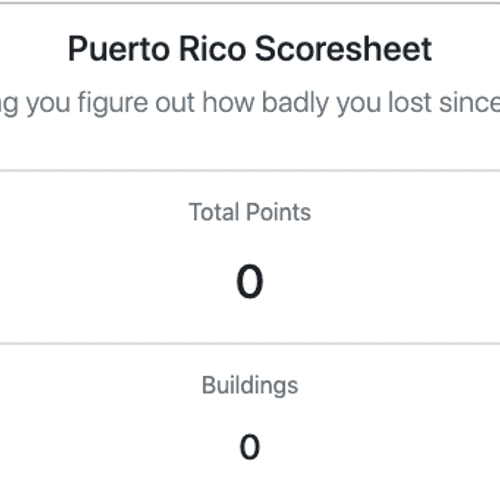 Puerto Rico Scoresheet
you figure out how badly you lost since
Total Points
0
Buildings
0